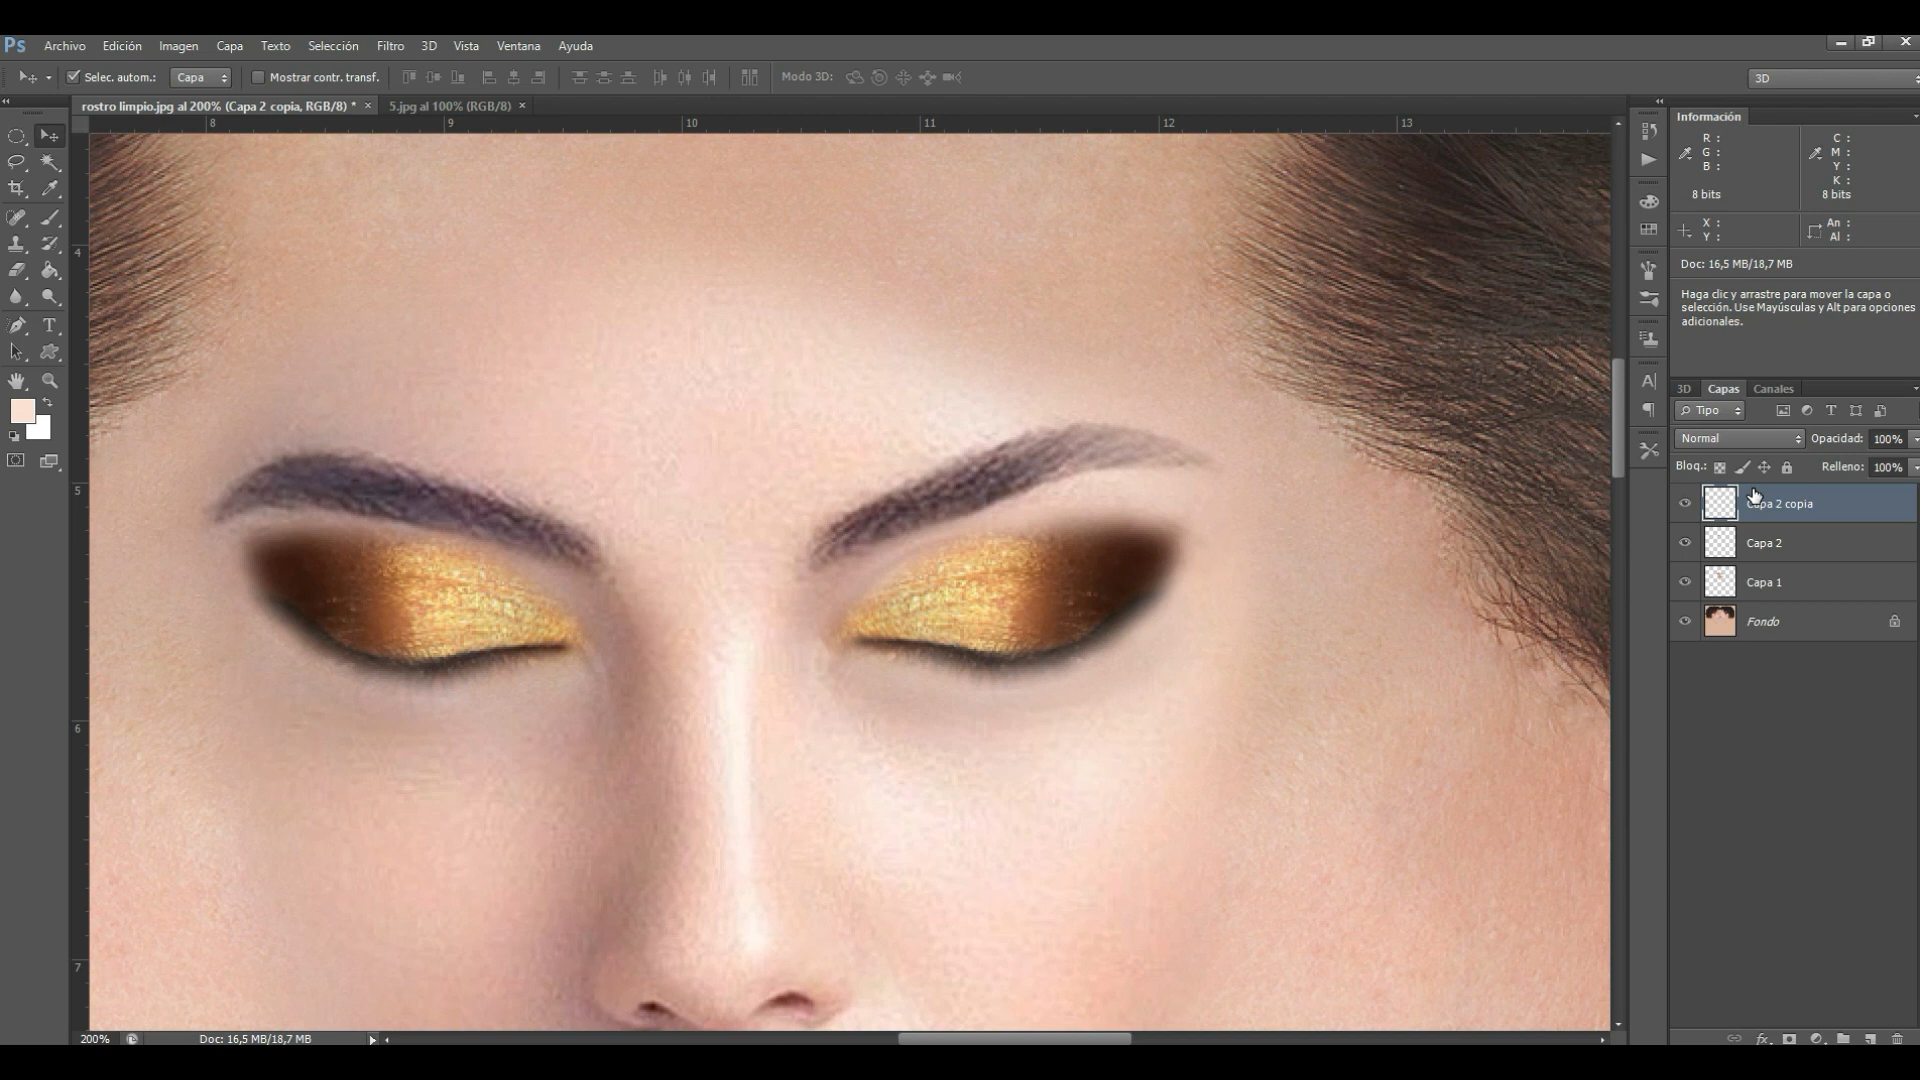 Ps Archivo Edición Imagen Capa Texto Selección Filtro 3D Vista Ventana Ayuda
Selec. autom.: Capa Mostrar contr. transf. Modo 3D: 3D
rostro limpio.jpg al 200% (Capa 2 copia, RGB/8) * × 5.jpg al 100% (RGB/8) ×
8 9 10 11 12 13
4
5
6
7
Información
R : C :
G : M :
B : Y :
K :
8 bits 8 bits
X : An :
Y : Al :
Doc: 16,5 MB/18,7 MB
Haga clic y arrastre para mover la capa o
selección. Use Mayúsculas y Alt para opciones
adicionales.
3D Capas Canales
Tipo
Normal Opacidad: 100%
Bloq.: Relleno: 100%
Capa 2 copia
Capa 2
Capa 1
Fondo
fx
200% Doc: 16,5 MB/18,7 MB